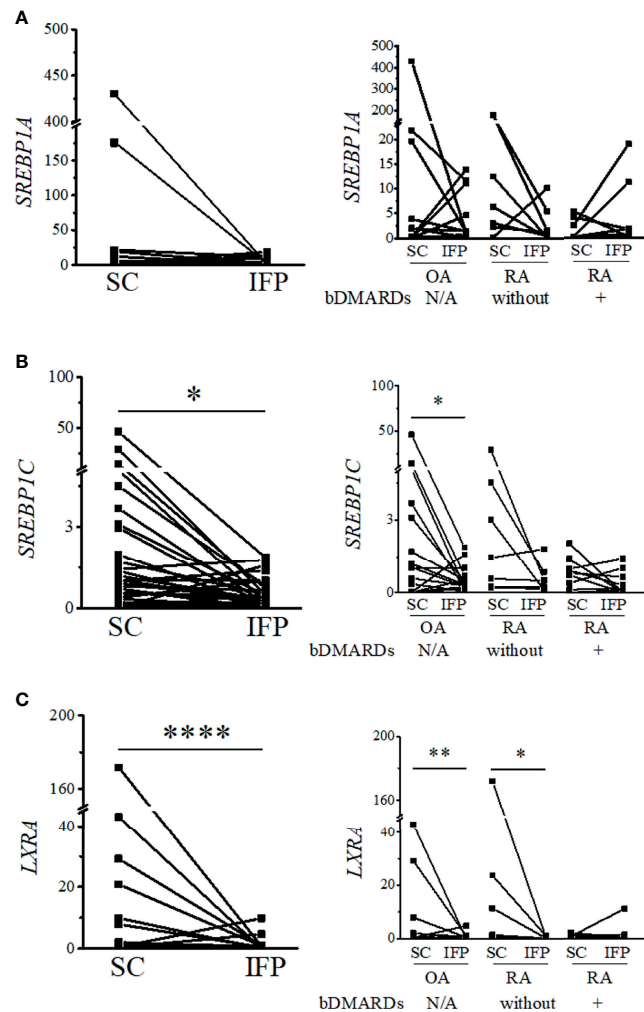 A
500
450
400
150
100
50
0
SREBP1A
SC IFP
500
400
300
200
100
20
15
10
5
0
SREBP1A
SC IFP SC IFP SC IFP
OA RA RA
bDMARDs N/A without +
B
100
50
3
0
SREBP1C
*
SC IFP
100
50
3
0
SREBP1C
*
SC IFP SC IFP SC IFP
OA RA RA
bDMARDs N/A without +
C
200
160
40
20
0
LXRA
****
SC IFP
200
160
60
40
20
0
LXRA
** *
SC IFP SC IFP SC IFP
OA RA RA
bDMARDs N/A without +